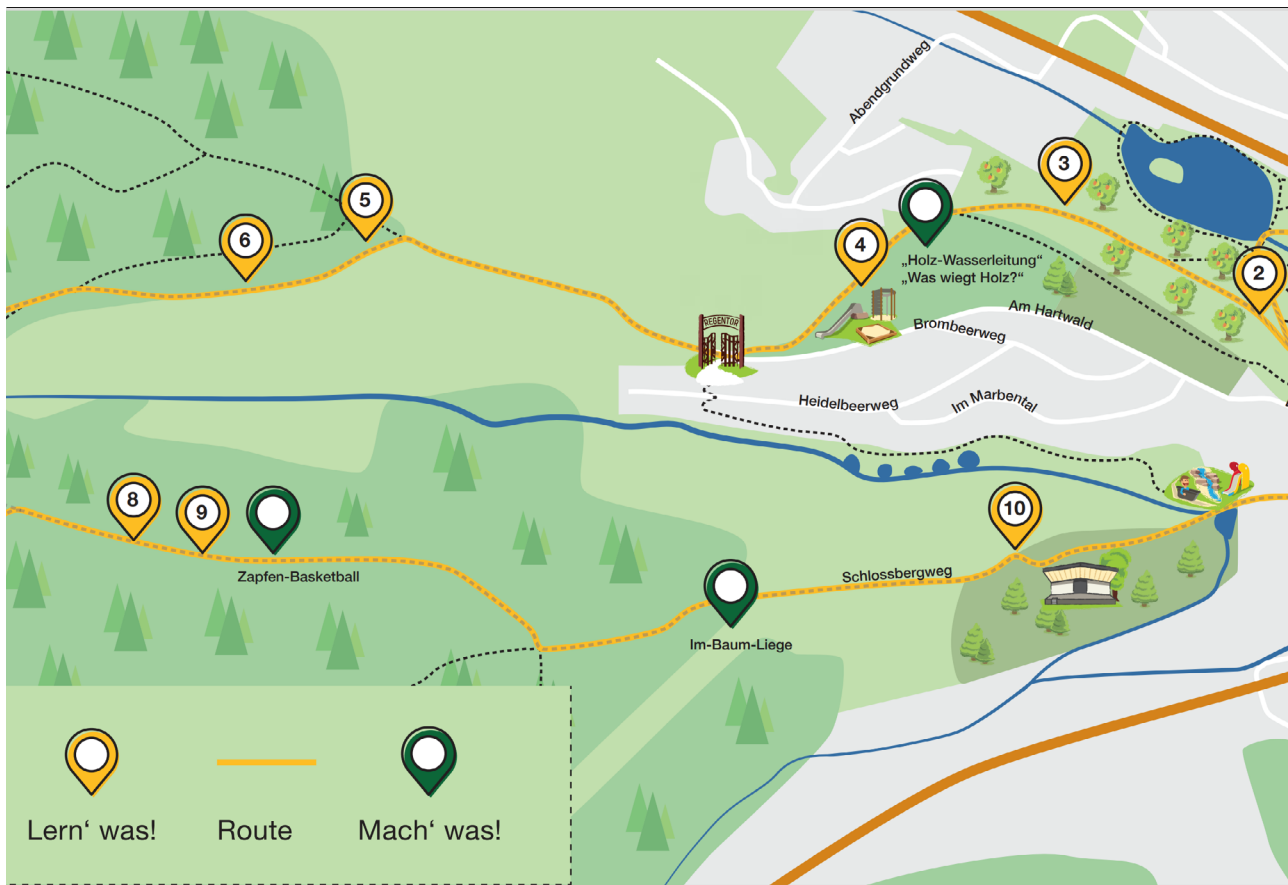 Abendgrundweg
3
5
4
6
2
„Holz-Wasserleitung"
„Was wiegt Holz?"
REGENTOR
Am Hartwald
Brombeerweg
Heidelbeerweg
Im Marbental
8
9
10
Zapfen-Basketball
Schlossbergweg
Im-Baum-Liege
Lern‘ was!
Route
Mach‘ was!